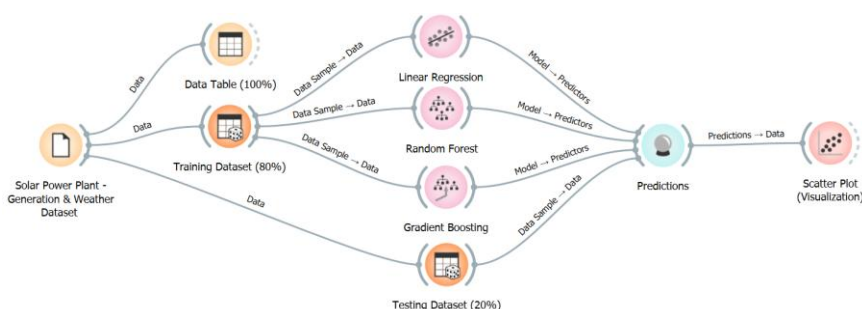 Data
Data Table (100%)
Data
Training Dataset (80%)
Solar Power Plant -
Generation & Weather
Dataset
Data
Data Sample → Data
Linear Regression
Data Sample → Data
Random Forest
Data Sample → Data
Gradient Boosting
Testing Dataset (20%)
Model → Predictors
Model → Predictors
Model → Predictors
Data Sample → Data
Predictions
Predictions → Data
Scatter Plot
(Visualization)